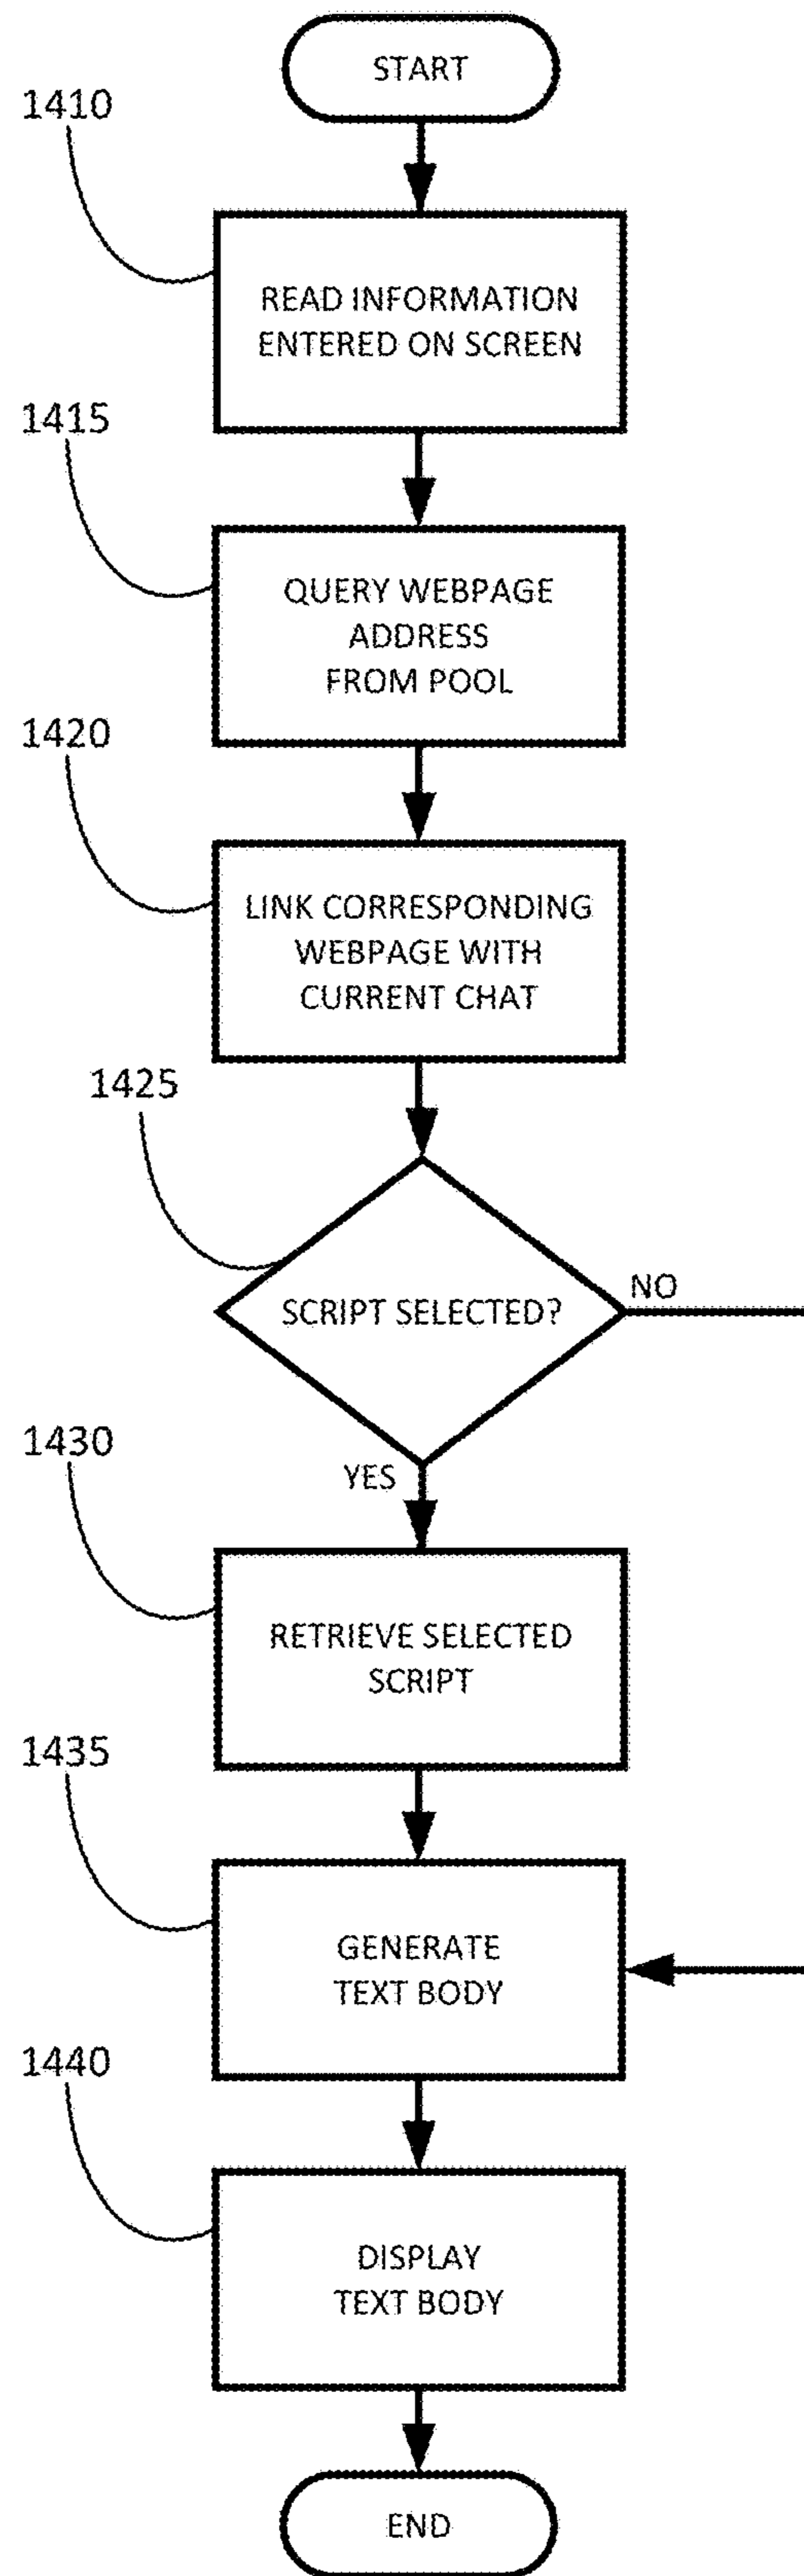 START
1410
READ INFORMATION
ENTERED ON SCREEN
1415
QUERY WEBPAGE
ADDRESS
FROM POOL
1420
LINK CORRESPONDING
WEBPAGE WITH
CURRENT CHAT
1425
SCRIPT SELECTED?
NO
YES
1430
RETRIEVE SELECTED
SCRIPT
1435
GENERATE
TEXT BODY
1440
DISPLAY
TEXT BODY
END